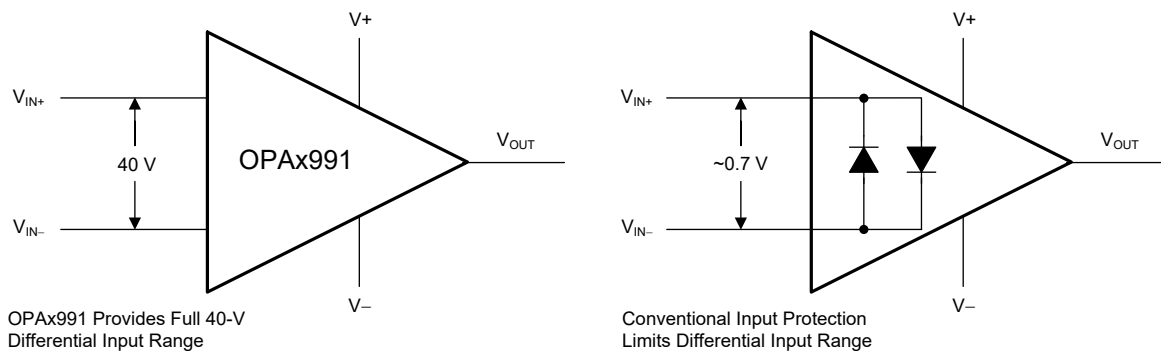 V+
V+
VIN+
VIN+
VOUT
VOUT
40 V
OPAx991
~0.7 V
VIN–
VIN–
V–
V–
OPAx991 Provides Full 40-V
Differential Input Range
Conventional Input Protection
Limits Differential Input Range